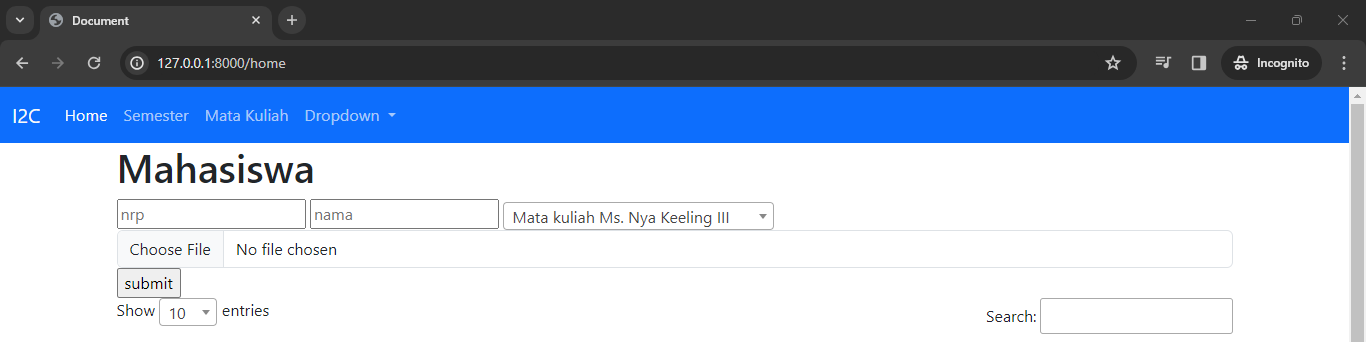 Document
127.0.0.1:8000/home
Incognito
I2C Home Semester Mata Kuliah Dropdown
Mahasiswa
nrp nama Mata kuliah Ms. Nya Keeling III
Choose File No file chosen
submit
Show 10 entries Search: